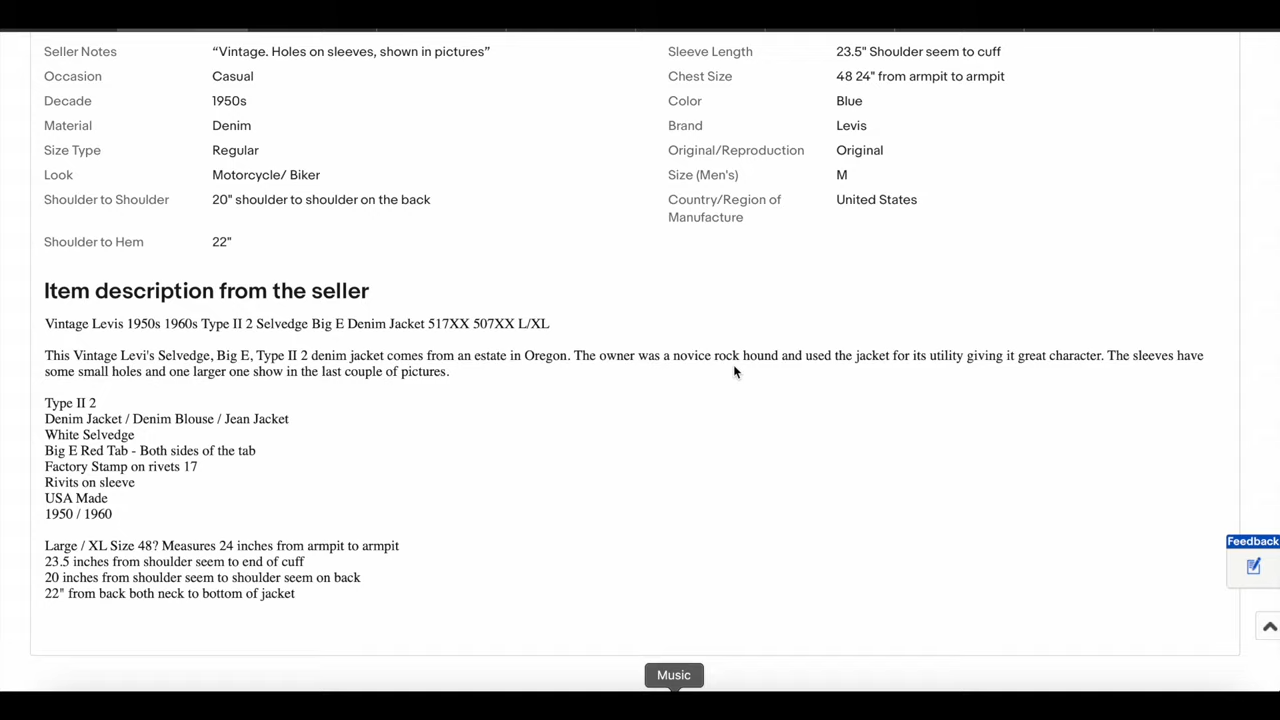 Seller Notes “Vintage. Holes on sleeves, shown in pictures”
Occasion Casual
Decade 1950s
Material Denim
Size Type Regular
Look Motorcycle/ Biker
Shoulder to Shoulder 20" shoulder to shoulder on the back
Shoulder to Hem 22"
Sleeve Length 23.5" Shoulder seem to cuff
Chest Size 48 24" from armpit to armpit
Color Blue
Brand Levis
Original/Reproduction Original
Size (Men's) M
Country/Region of United States
Manufacture
Item description from the seller
Vintage Levis 1950s 1960s Type II 2 Selvedge Big E Denim Jacket 517XX 507XX L/XL
This Vintage Levi's Selvedge, Big E, Type II 2 denim jacket comes from an estate in Oregon. The owner was a novice rock hound and used the jacket for its utility giving it great character. The sleeves have
some small holes and one larger one show in the last couple of pictures.
Type II 2
Denim Jacket / Denim Blouse / Jean Jacket
White Selvedge
Big E Red Tab - Both sides of the tab
Factory Stamp on rivets 17
Rivits on sleeve
USA Made
1950 / 1960
Large / XL Size 48? Measures 24 inches from armpit to armpit
23.5 inches from shoulder seem to end of cuff
20 inches from shoulder seem to shoulder seem on back
22" from back both neck to bottom of jacket
Feedback
Music